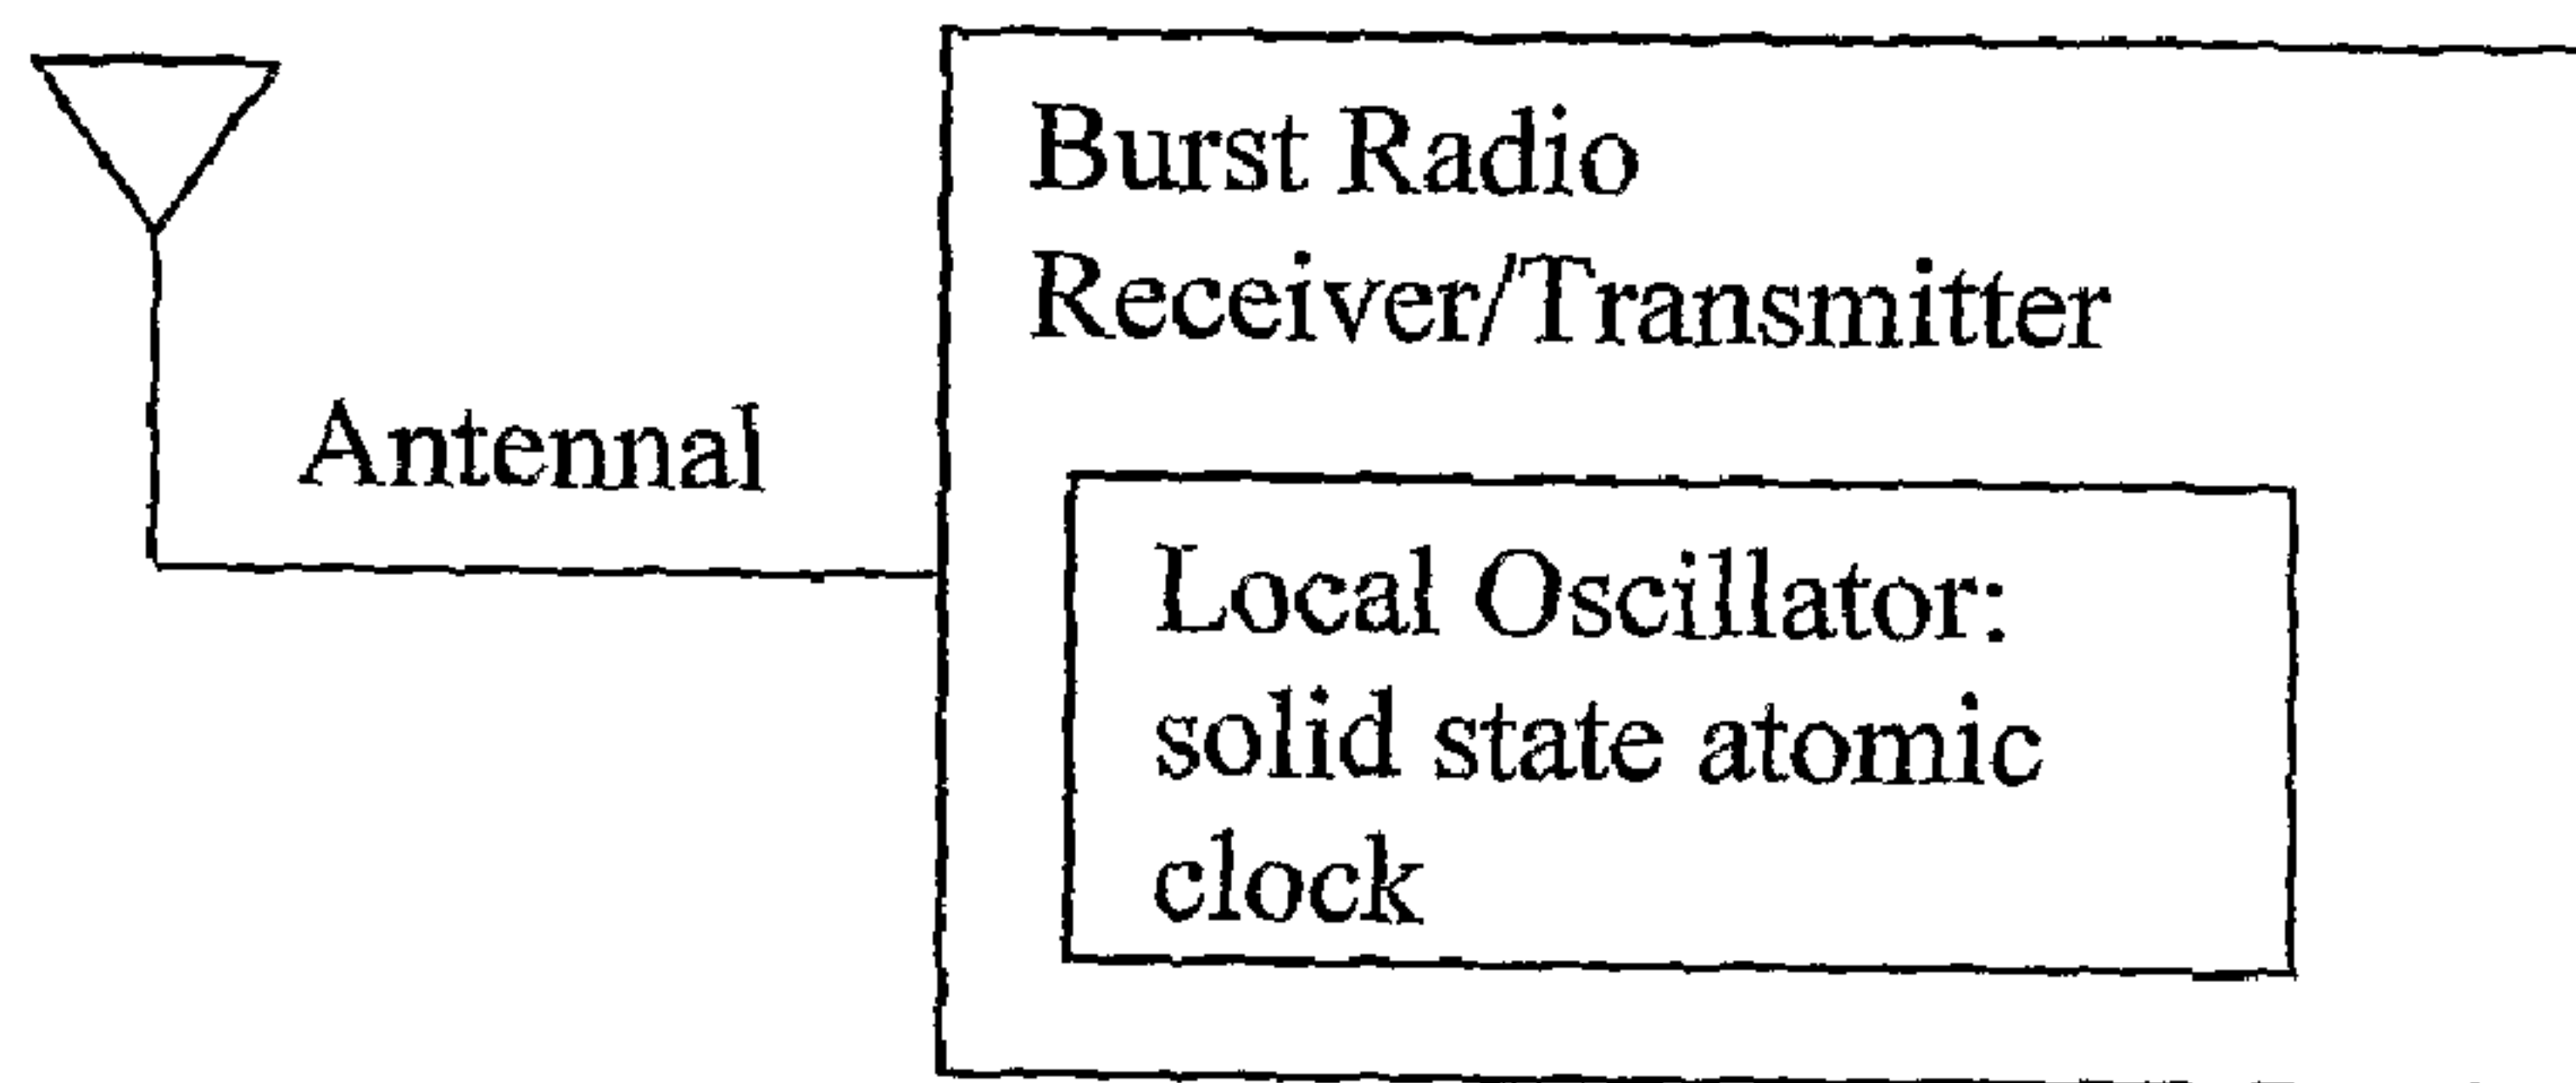 Burst Radio
Receiver/Transmitter
Antennal
Local Oscillator:
solid state atomic
clock